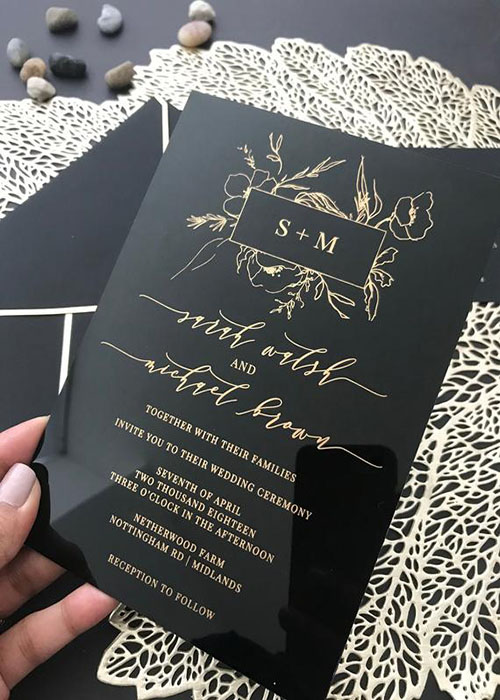 S + M
sarah walsh
AND
michael brown
TOGETHER WITH THEIR FAMILIES
INVITE YOU TO THEIR WEDDING CEREMONY
SEVENTH OF APRIL
TWO THOUSAND EIGHTEEN
THREE O'CLOCK IN THE AFTERNOON
NETHERWOOD FARM
NOTTINGHAM RD | MIDLANDS
RECEPTION TO FOLLOW